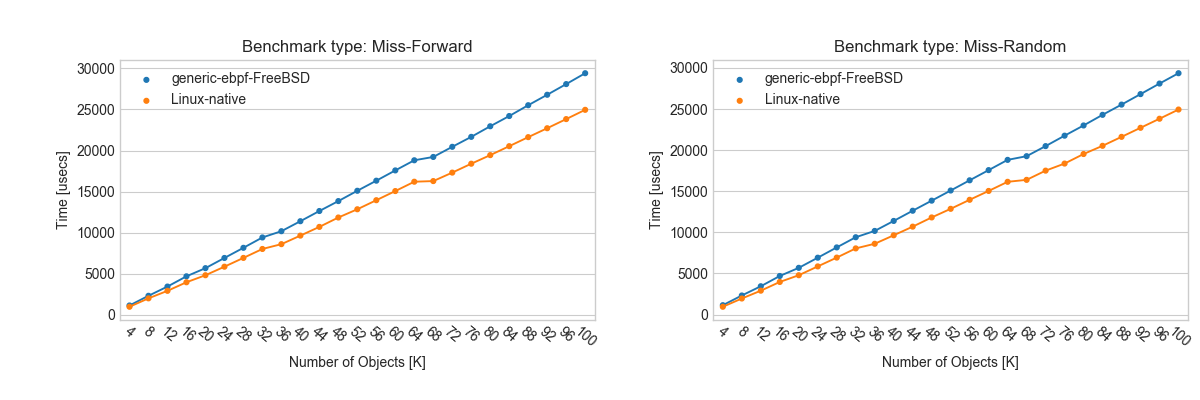 Benchmark type: Miss-Forward
generic-ebpf-FreeBSD
Linux-native
Time [usecs]
30000
25000
20000
15000
10000
5000
0
4 8 12 16 20 24 28 32 36 40 44 48 52 56 60 64 68 72 76 80 84 88 92 96 100
Number of Objects [K]
Benchmark type: Miss-Random
generic-ebpf-FreeBSD
Linux-native
Time [usecs]
30000
25000
20000
15000
10000
5000
0
4 8 12 16 20 24 28 32 36 40 44 48 52 56 60 64 68 72 76 80 84 88 92 96 100
Number of Objects [K]